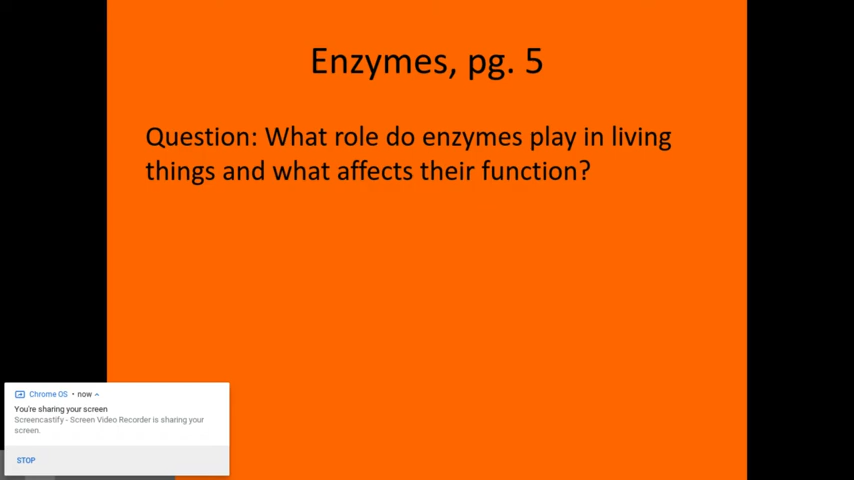 Enzymes, pg. 5
Question: What role do enzymes play in living
things and what affects their function?
Chrome OS • now
You're sharing your screen
Screencastify - Screen Video Recorder is sharing your
screen.
STOP